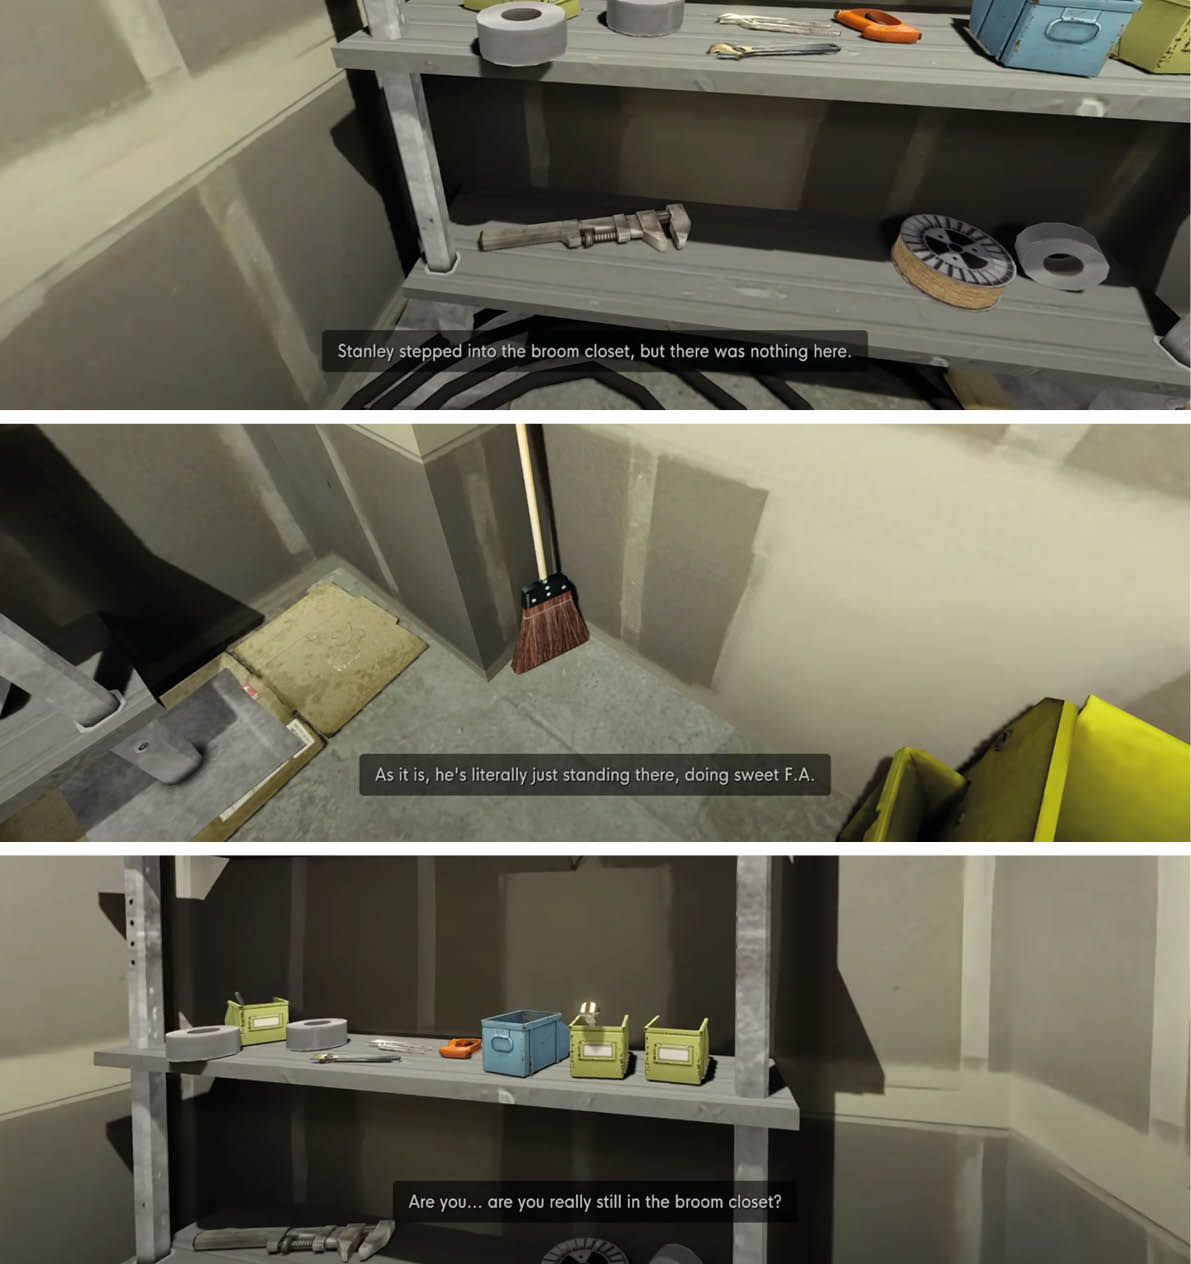 Stanley stepped into the broom closet, but there was nothing here.
As it is, he's literally just standing there, doing sweet F.A.
Are you... are you really still in the broom closet?